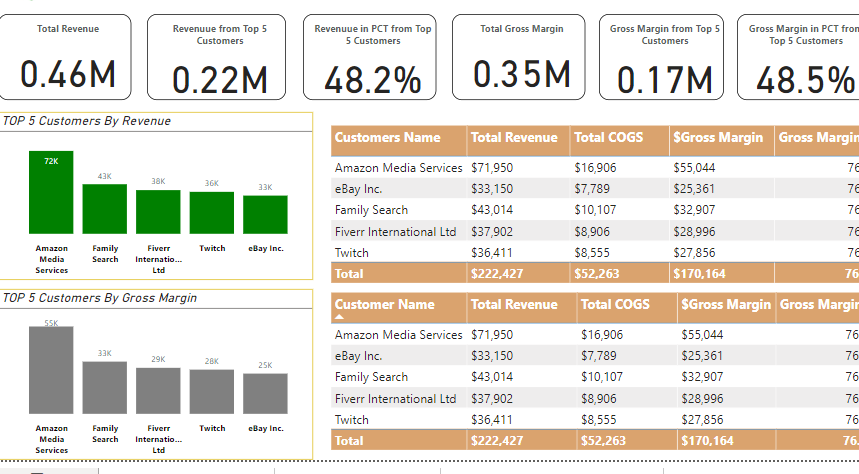 Total Revenue
0.46M
Revenuue from Top 5
Customers
0.22M
Revenuue in PCT from Top
5 Customers
48.2%
Total Gross Margin
0.35M
Gross Margin from Top 5
Customers
0.17M
Gross Margin in PCT from
Top 5 Customers
48.5%
TOP 5 Customers By Revenue
72K
43K
38K
36K
33K
Amazon
Media
Services
Family
Search
Fiverr
Internatio...
Ltd
Twitch
eBay Inc.
Customers Name Total Revenue Total COGS $Gross Margin Gross Margin
Amazon Media Services $71,950 $16,906 $55,044 76
eBay Inc. $33,150 $7,789 $25,361 76
Family Search $43,014 $10,107 $32,907 76
Fiverr International Ltd $37,902 $8,906 $28,996 76
Twitch $36,411 $8,555 $27,856 76
Total $222,427 $52,263 $170,164 76
TOP 5 Customers By Gross Margin
55K
33K
29K
28K
25K
Amazon
Media
Services
Family
Search
Fiverr
Internatio...
Ltd
Twitch
eBay Inc.
Customer Name Total Revenue Total COGS $Gross Margin Gross Margin
Amazon Media Services $71,950 $16,906 $55,044 76
eBay Inc. $33,150 $7,789 $25,361 76
Family Search $43,014 $10,107 $32,907 76
Fiverr International Ltd $37,902 $8,906 $28,996 76
Twitch $36,411 $8,555 $27,856 76
Total $222,427 $52,263 $170,164 76.